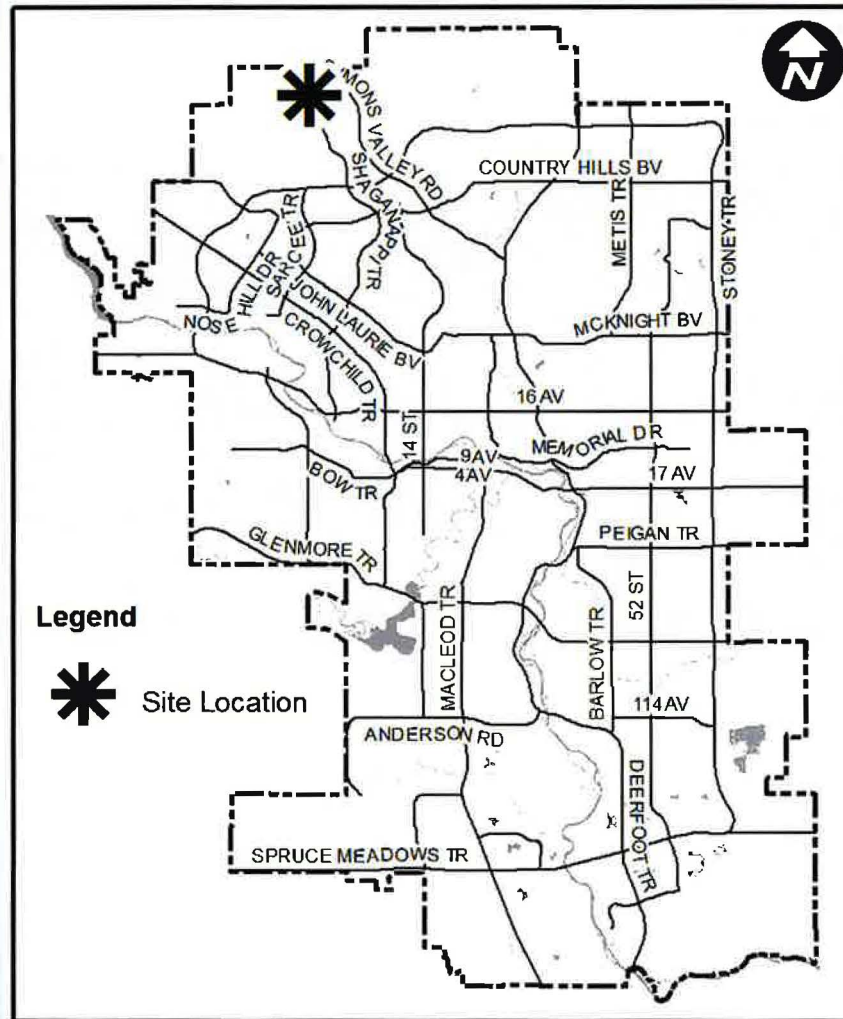 N
MONS VALLEY RD
COUNTRY HILLS BV
SHAGANAPPI TR
METIS TR
STONEY TR
SARCEE TR
NOSE HILL DR
JOHN LAURIE BV
CROWCHILD TR
MCKNIGHT BV
16 AV
14 ST
MEMORIAL DR
9 AV
4 AV
17 AV
BOW TR
GLENMORE TR
PEIGAN TR
52 ST
Legend
MACLEOD TR
BARLOW TR
Site Location
114 AV
ANDERSON RD
DEERFOOT TR
SPRUCE MEADOWS TR